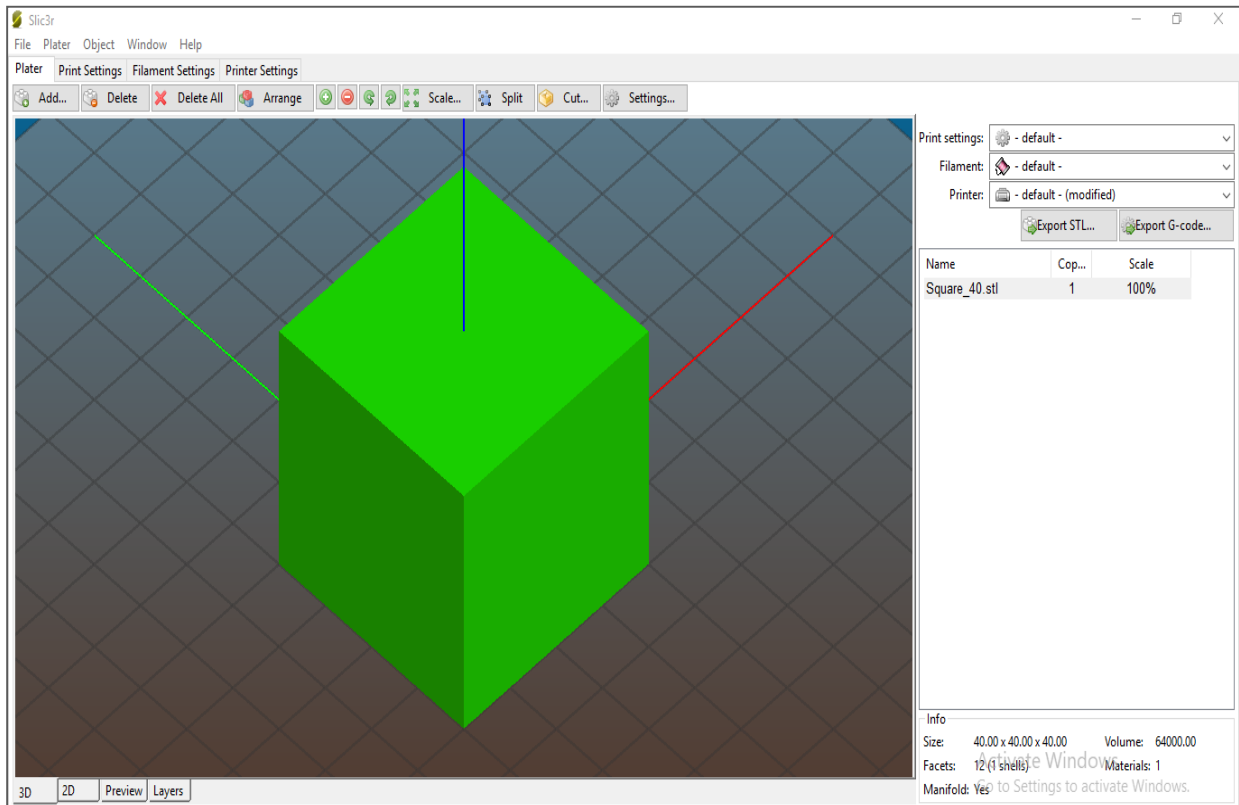 Slic3r
File Plater Object Window Help
Plater Print Settings Filament Settings Printer Settings
Add... Delete Delete All Arrange Scale... Split Cut... Settings...
Print settings: - default -
Filament: - default -
Printer: - default - (modified)
Export STL... Export G-code...
Name Cop... Scale
Square_40.stl 1 100%
Info
Size: 40.00 x 40.00 x 40.00 Volume: 64000.00
Activate Windows
Facets: 12 (1 shells) Materials: 1
Manifold: Yes Go to Settings to activate Windows.
3D 2D Preview Layers